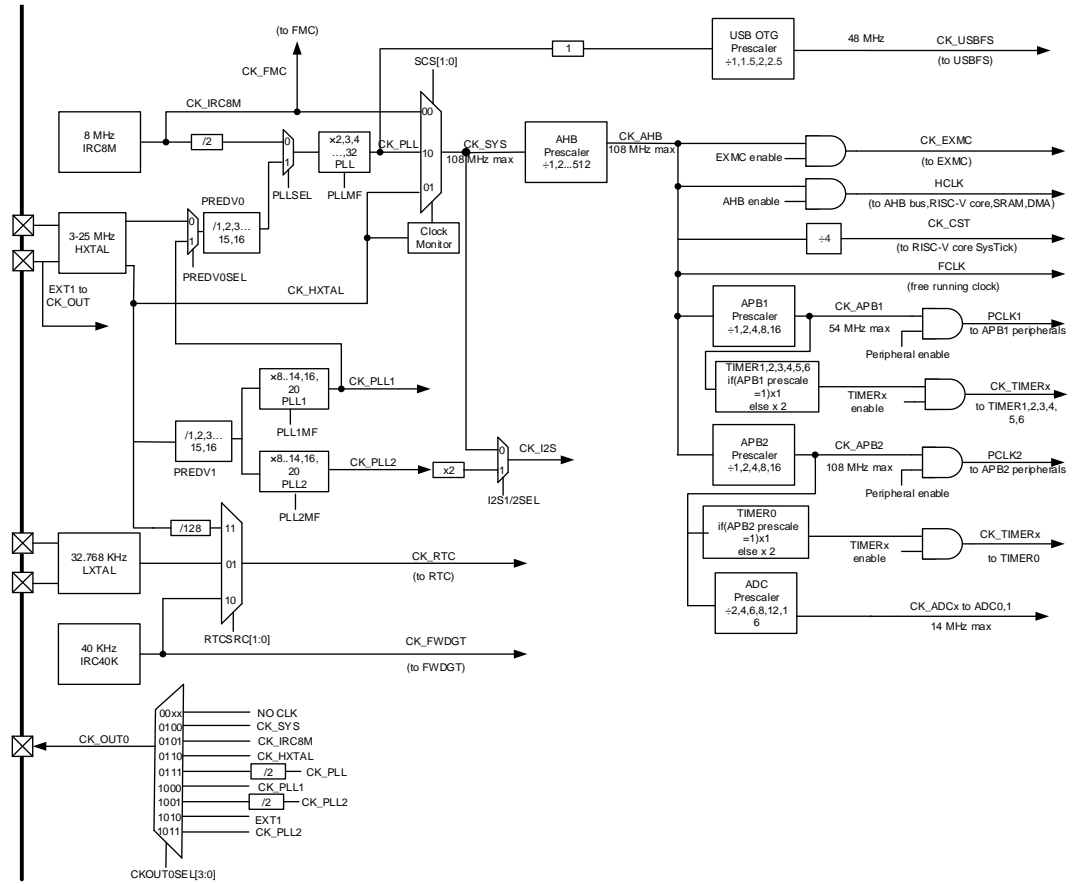 (to FMC)
CK_FMC
SCS[1:0]
CK_IRC8M
00
8 MHz
IRC8M
/2
0
1
PLLSEL
×2,3,4
…,32
PLL
PLLMF
CK_PLL
10
01
CK_SYS
108 MHz max
Clock
Monitor
1
USB OTG
Prescaler
÷1,1.5,2,2.5
48 MHz
CK_USBFS
(to USBFS)
AHB
Prescaler
÷1,2...512
CK_AHB
108 MHz max
EXMC enable
CK_EXMC
(to EXMC)
AHB enable
HCLK
(to AHB bus,RISC-V core,SRAM,DMA)
÷4
CK_CST
(to RISC-V core SysTick)
FCLK
(free running clock)
PREDV0
0
1
/1,2,3…
15,16
PREDV0SEL
3-25 MHz
HXTAL
EXT1 to
CK_OUT
CK_HXTAL
APB1
Prescaler
÷1,2,4,8,16
CK_APB1
54 MHz max
Peripheral enable
PCLK1
to APB1 peripherals
TIMER1,2,3,4,5,6
if(APB1 prescale
=1)x1
else x 2
TIMERx
enable
CK_TIMERx
to TIMER1,2,3,4,
5,6
×8..14,16,
20
PLL1
PLL1MF
CK_PLL1
/1,2,3…
15,16
PREDV1
×8..14,16,
20
PLL2
PLL2MF
CK_PLL2
x2
0
1
CK_I2S
I2S1/2SEL
APB2
Prescaler
÷1,2,4,8,16
CK_APB2
108 MHz max
Peripheral enable
PCLK2
to APB2 peripherals
TIMER0
if(APB2 prescale
=1)x1
else x 2
TIMERx
enable
CK_TIMERx
to TIMER0
ADC
Prescaler
÷2,4,6,8,12,1
6
CK_ADCx to ADC0,1
14 MHz max
/128
11
32.768 KHz
LXTAL
01
10
CK_RTC
(to RTC)
RTCSRC[1:0]
40 KHz
IRC40K
CK_FWDGT
(to FWDGT)
CK_OUT0
00xx
NO CLK
0100
CK_SYS
0101
CK_IRC8M
0110
CK_HXTAL
0111
/2
CK_PLL
1000
CK_PLL1
1001
/2
CK_PLL2
1010
EXT1
1011
CK_PLL2
CKOUT0SEL[3:0]